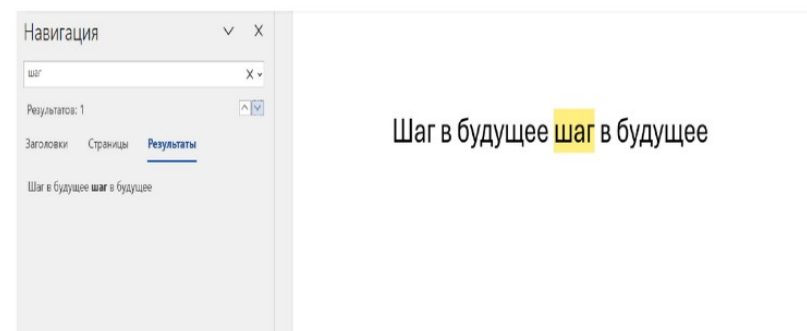 Навигация
шаг
Результатов: 1
Заголовки Страницы Результаты
Шаг в будущее шаг в будущее
Шаг в будущее шаг в будущее